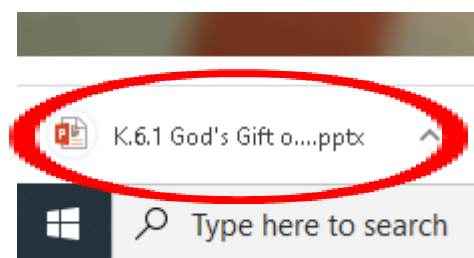 K.6.1 God's Gift o....pptx
Type here to search